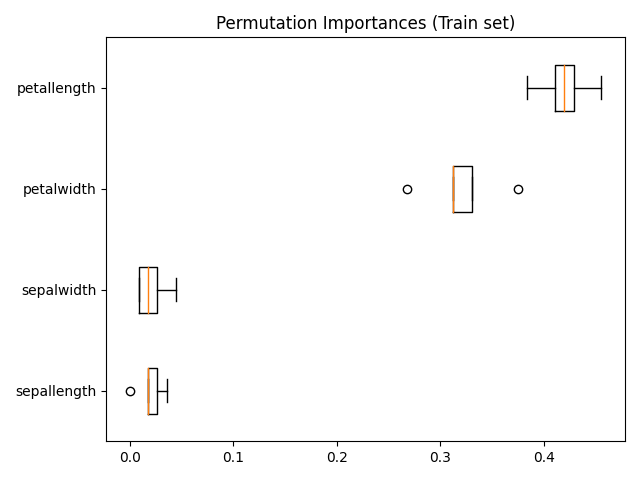 Permutation Importances (Train set)
petallength
petalwidth
sepalwidth
sepallength
0.0 0.1 0.2 0.3 0.4